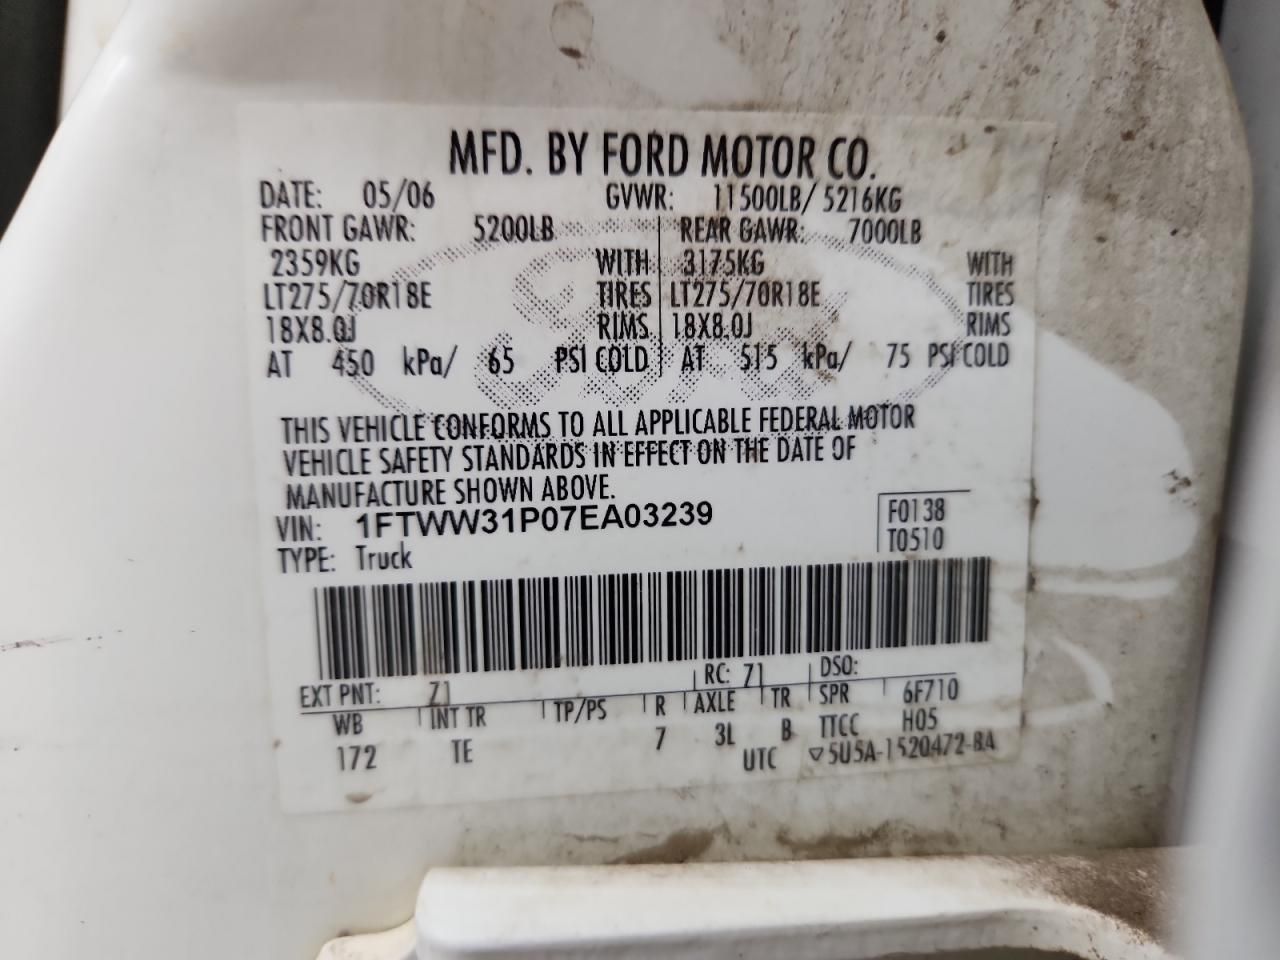 MFD. BY FORD MOTOR CO.
DATE: 05/06 GVWR: 11500LB/ 5216KG
FRONT GAWR: 5200LB REAR GAWR: 7000LB
2359KG WITH 3175KG WITH
LT275/70R18E TIRES LT275/70R18E TIRES
18X8.0J RIMS 18X8.0J RIMS
AT 450 kPa/ 65 PSI COLD AT 515 kPa/ 75 PSI COLD
THIS VEHICLE CONFORMS TO ALL APPLICABLE FEDERAL MOTOR
VEHICLE SAFETY STANDARDS IN EFFECT ON THE DATE OF
MANUFACTURE SHOWN ABOVE.
VIN: 1FTWW31P07EA03239 F0138
TYPE: Truck T0510
EXT PNT: Z1 RC: 71 DSO:
WB INT TR TP/PS R AXLE TR SPR 6F710
172 TE 7 3L B TTCC H05
UTC ▽5U5A-1520472-BA